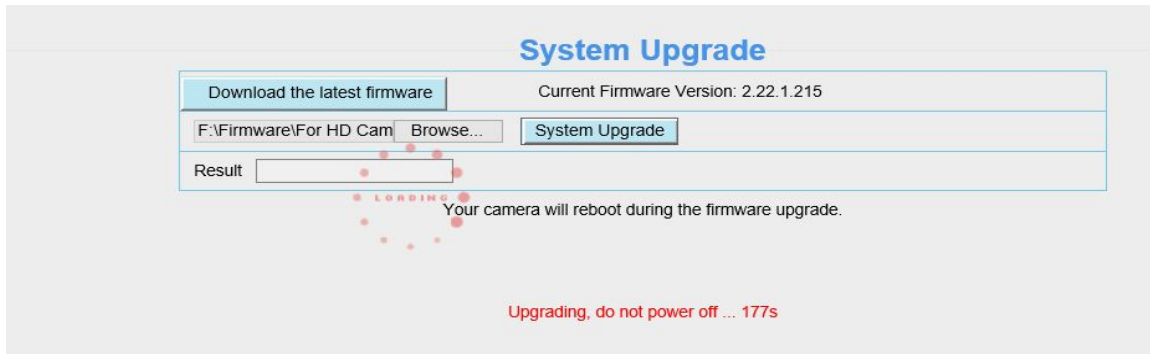 System Upgrade
Download the latest firmware
Current Firmware Version: 2.22.1.215
F:\Firmware\For HD Cam Browse... System Upgrade
Result
LOADING
Your camera will reboot during the firmware upgrade.
Upgrading, do not power off ... 177s